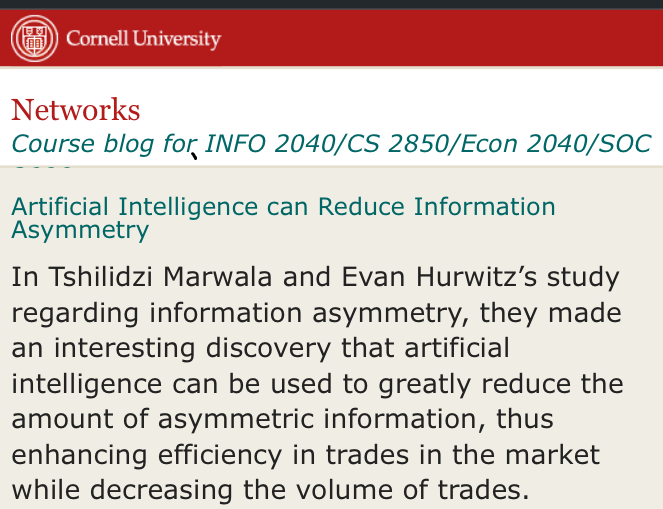 Cornell University
Networks
Course blog for INFO 2040/CS 2850/Econ 2040/SOC
Artificial Intelligence can Reduce Information
Asymmetry
In Tshilidzi Marwala and Evan Hurwitz’s study
regarding information asymmetry, they made
an interesting discovery that artificial
intelligence can be used to greatly reduce the
amount of asymmetric information, thus
enhancing efficiency in trades in the market
while decreasing the volume of trades.